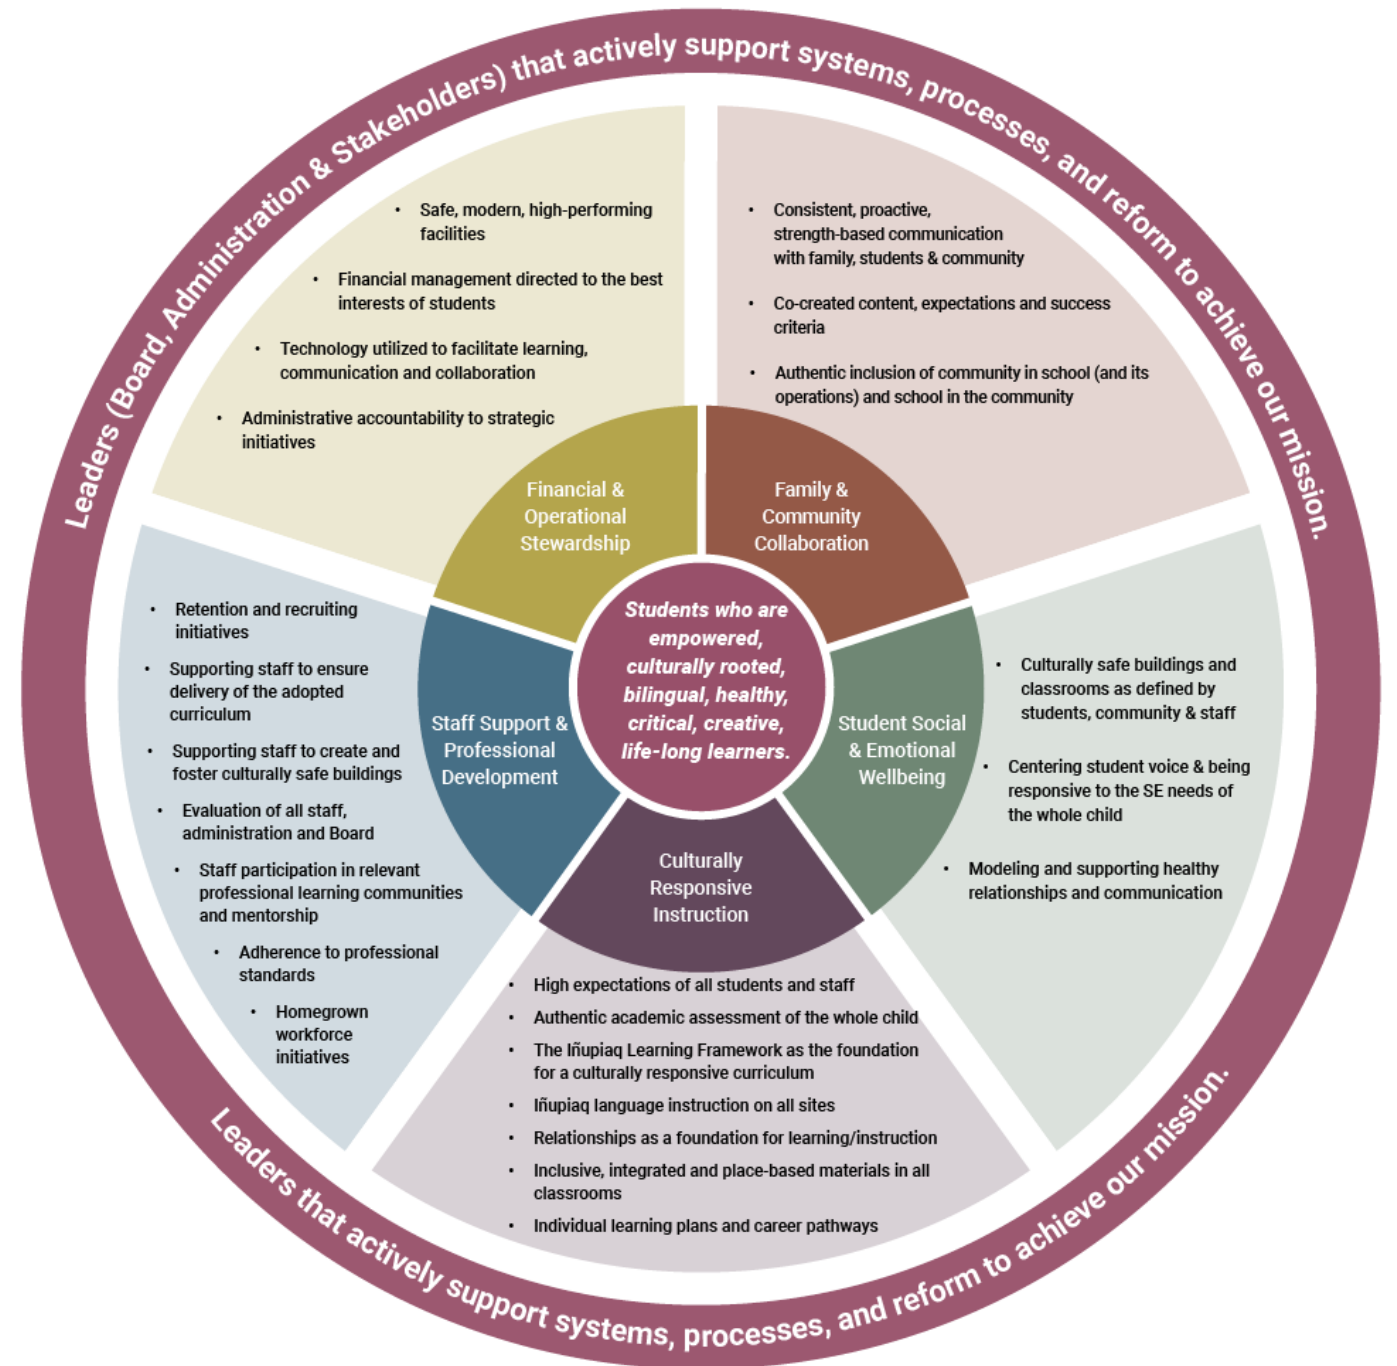 Leaders (Board, Administration & Stakeholders) that actively support systems, processes, and reform to achieve our mission.
• Safe, modern, high-performing
facilities
• Financial management directed to the best
interests of students
• Technology utilized to facilitate learning,
communication and collaboration
• Administrative accountability to strategic
initiatives
Financial &
Operational
Stewardship
• Consistent, proactive,
strength-based communication
with family, students & community
• Co-created content, expectations and success
criteria
• Authentic inclusion of community in school (and its
operations) and school in the community
Family &
Community
Collaboration
Students who are
empowered,
culturally rooted,
bilingual, healthy,
critical, creative,
life-long learners.
• Retention and recruiting
initiatives
• Supporting staff to ensure
delivery of the adopted
curriculum
• Supporting staff to create and
foster culturally safe buildings
• Evaluation of all staff,
administration and Board
• Staff participation in relevant
professional learning communities
and mentorship
• Adherence to professional
standards
• Homegrown
workforce
initiatives
Staff Support &
Professional
Development
Student Social
& Emotional
Wellbeing
• Culturally safe buildings and
classrooms as defined by
students, community & staff
• Centering student voice & being
responsive to the SE needs of
the whole child
• Modeling and supporting healthy
relationships and communication
Culturally
Responsive
Instruction
• High expectations of all students and staff
• Authentic academic assessment of the whole child
• The Iñupiaq Learning Framework as the foundation
for a culturally responsive curriculum
• Iñupiaq language instruction on all sites
• Relationships as a foundation for learning/instruction
• Inclusive, integrated and place-based materials in all
classrooms
• Individual learning plans and career pathways
Leaders that actively support systems, processes, and reform to achieve our mission.